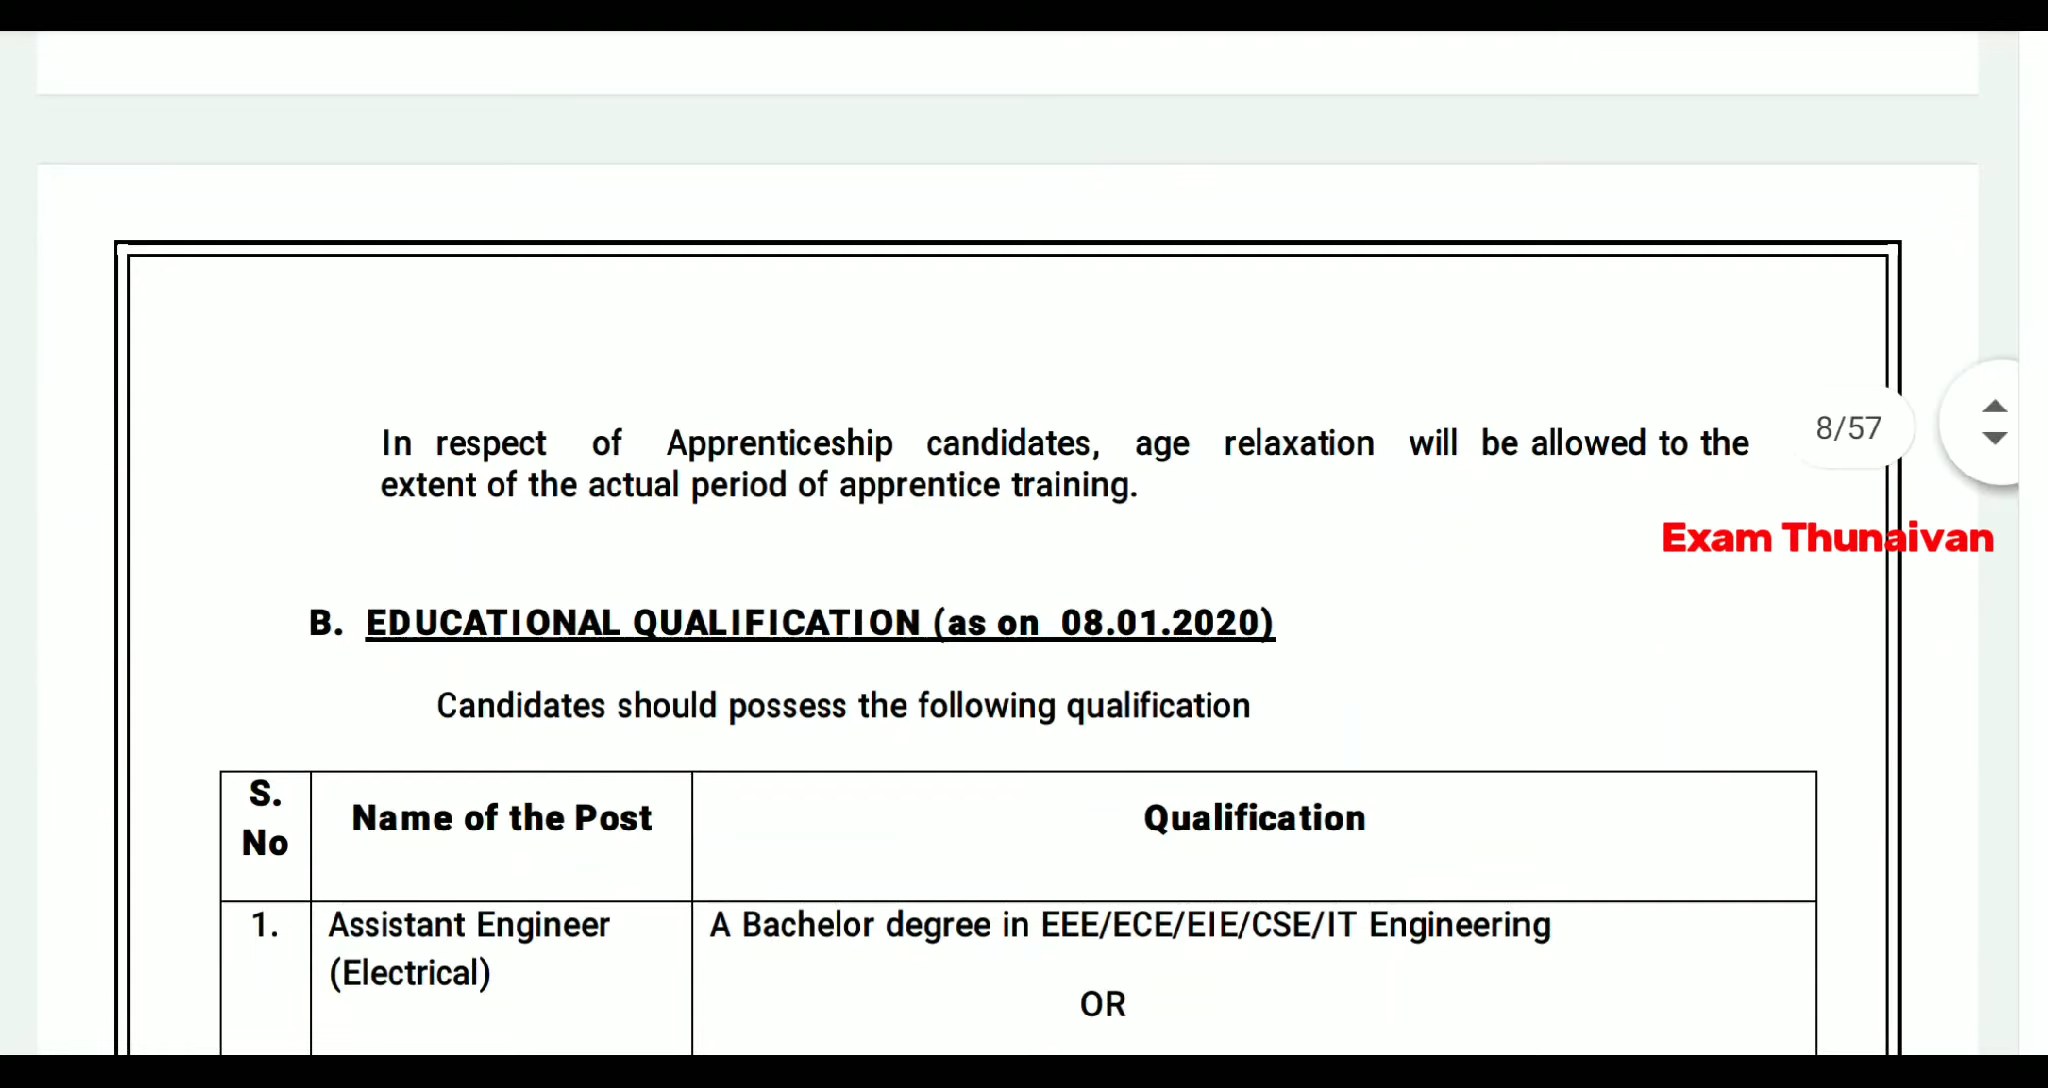 In respect of Apprenticeship candidates, age relaxation will be allowed to the
extent of the actual period of apprentice training.
8/57
Exam Thunaivan
B. EDUCATIONAL QUALIFICATION (as on 08.01.2020)
Candidates should possess the following qualification
S.
No
Name of the Post
Qualification
1.
Assistant Engineer
(Electrical)
A Bachelor degree in EEE/ECE/EIE/CSE/IT Engineering
OR